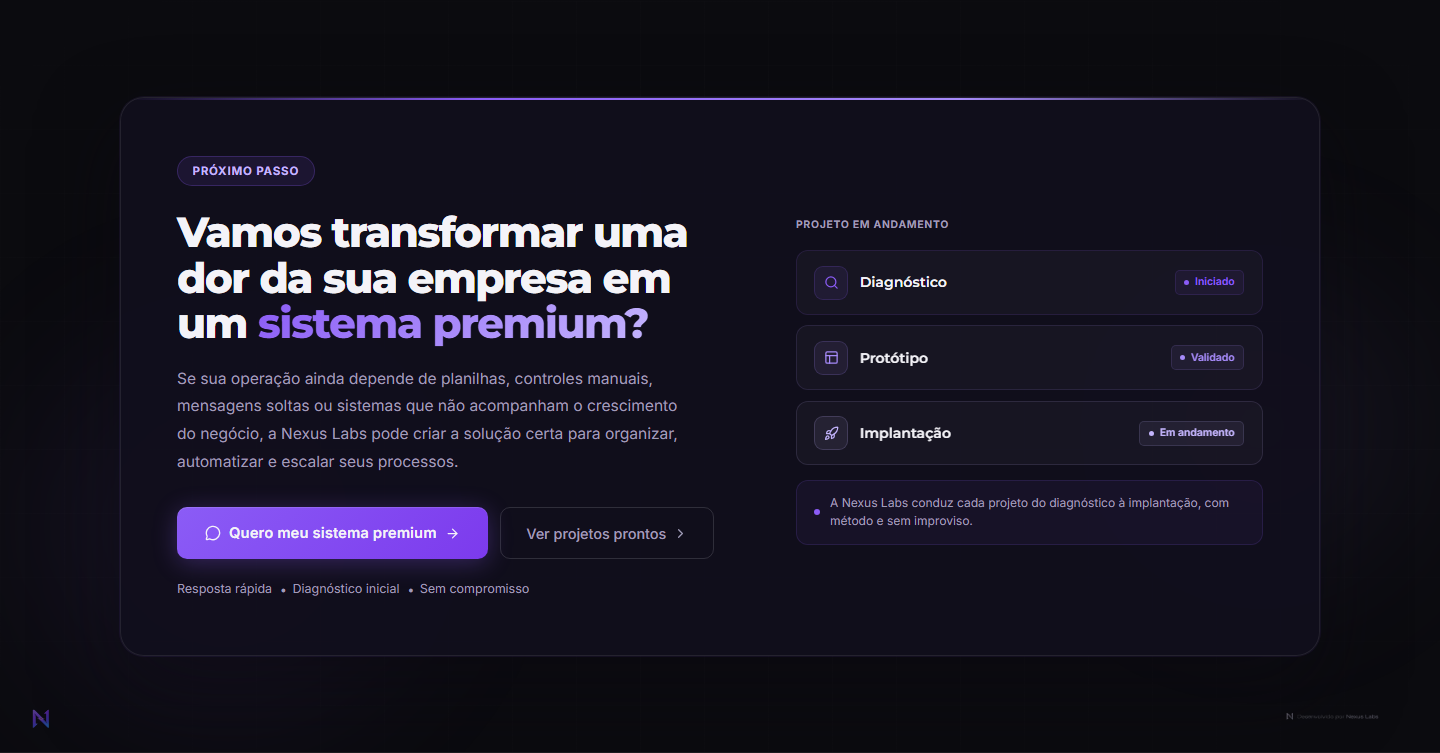 PRÓXIMO PASSO
Vamos transformar uma
dor da sua empresa em
um sistema premium?
Se sua operação ainda depende de planilhas, controles manuais,
mensagens soltas ou sistemas que não acompanham o crescimento
do negócio, a Nexus Labs pode criar a solução certa para organizar,
automatizar e escalar seus processos.
Quero meu sistema premium
Ver projetos prontos
Resposta rápida • Diagnóstico inicial • Sem compromisso
PROJETO EM ANDAMENTO
Diagnóstico
Iniciado
Protótipo
Validado
Implantação
Em andamento
A Nexus Labs conduz cada projeto do diagnóstico à implantação, com
método e sem improviso.
N
N Desenvolvido por Nexus Labs